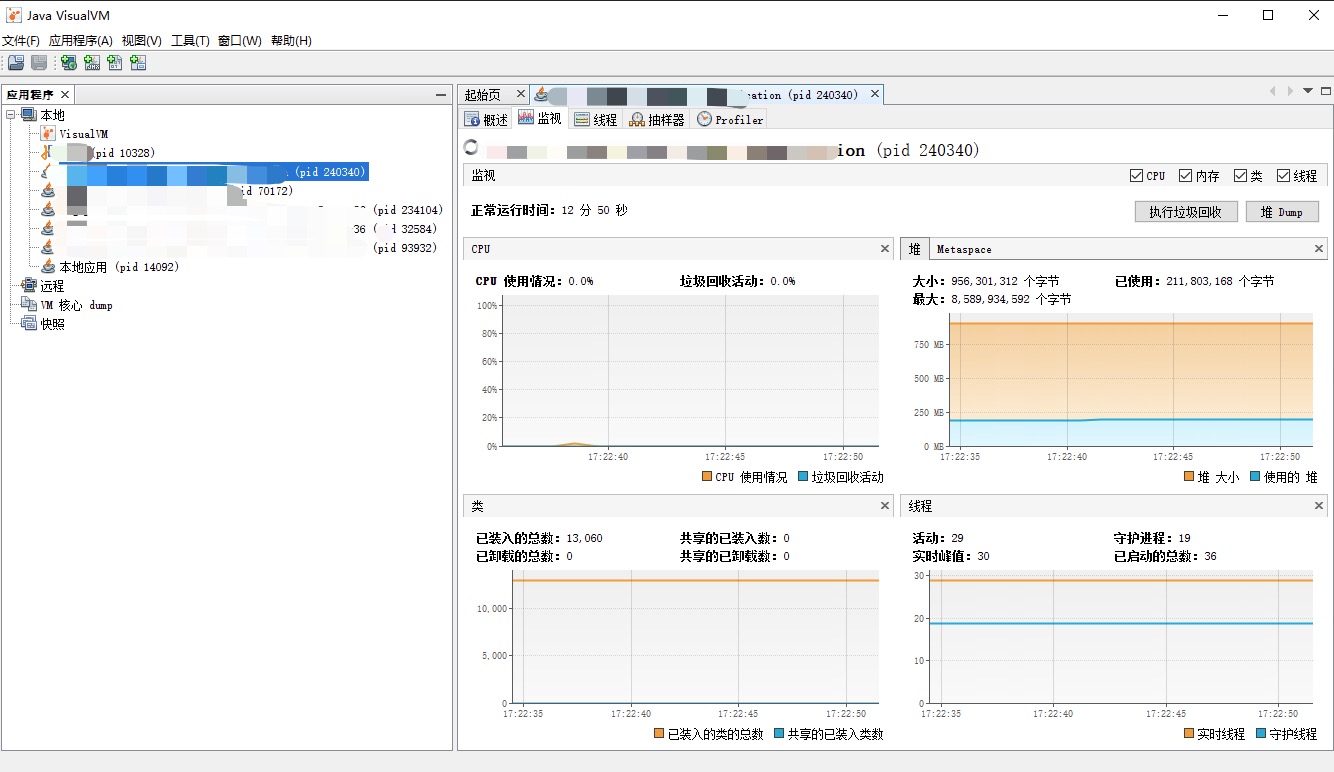 Java VisualVM
文件(F) 应用程序(A) 视图(V) 工具(T) 窗口(W) 帮助(H)
应用程序
本地
VisualVM
(pid 10328)
(pid 240340)
id 70172)
(pid 234104)
36 (pid 32584)
(pid 93932)
本地应用 (pid 14092)
远程
VM 核心 dump
快照
起始页 cation (pid 240340)
概述 监视 线程 抽样器 Profiler
ion (pid 240340)
监视 CPU 内存 类 线程
正常运行时间: 12 分 50 秒 执行垃圾回收 堆 Dump
CPU
CPU 使用情况: 0.0% 垃圾回收活动: 0.0%
100%
80%
60%
40%
20%
0%
17:22:40 17:22:45 17:22:50
CPU 使用情况 垃圾回收活动
堆 Metaspace
大小: 956,301,312 个字节 已使用: 211,803,168 个字节
最大: 8,589,934,592 个字节
750 MB
500 MB
250 MB
0 MB
17:22:35 17:22:40 17:22:45 17:22:50
堆 大小 使用的 堆
类
已装入的总数: 13,060 共享的已装入数: 0
已卸载的总数: 0 共享的已卸载数: 0
10,000
5,000
0
17:22:35 17:22:40 17:22:45 17:22:50
已装入的类的总数 共享的已装入类数
线程
活动: 29 守护进程: 19
实时峰值: 30 已启动的总数: 36
30
20
10
0
17:22:35 17:22:40 17:22:45 17:22:50
实时线程 守护线程